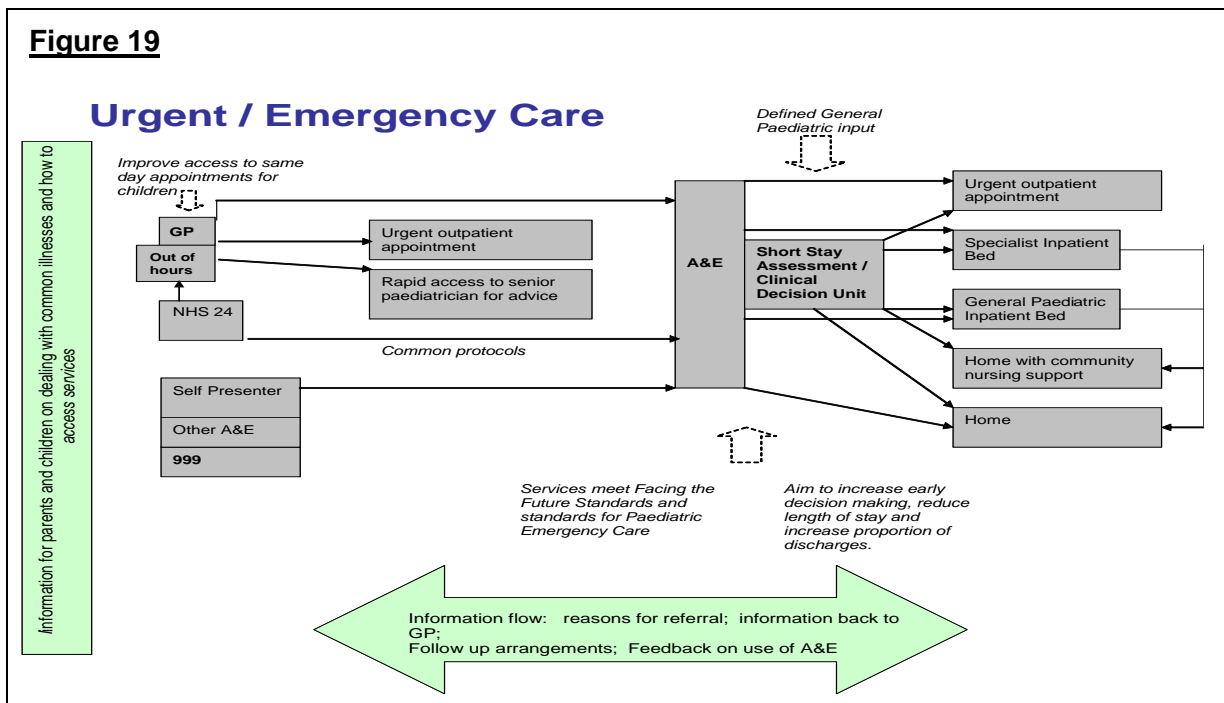 Figure 19
Urgent / Emergency Care
Information for parents and children on dealing with common illnesses and how to
access services
Improve access to same
day appointments for
children
GP
Out of
hours
NHS 24
Urgent outpatient
appointment
Rapid access to senior
paediatrician for advice
Common protocols
Self Presenter
Other A&E
999
A&E
Defined General
Paediatric input
Short Stay
Assessment /
Clinical
Decision Unit
Urgent outpatient
appointment
Specialist Inpatient
Bed
General Paediatric
Inpatient Bed
Home with community
nursing support
Home
Services meet Facing the
Future Standards and
standards for Paediatric
Emergency Care
Aim to increase early
decision making, reduce
length of stay and
increase proportion of
discharges.
Information flow: reasons for referral; information back to
GP;
Follow up arrangements; Feedback on use of A&E